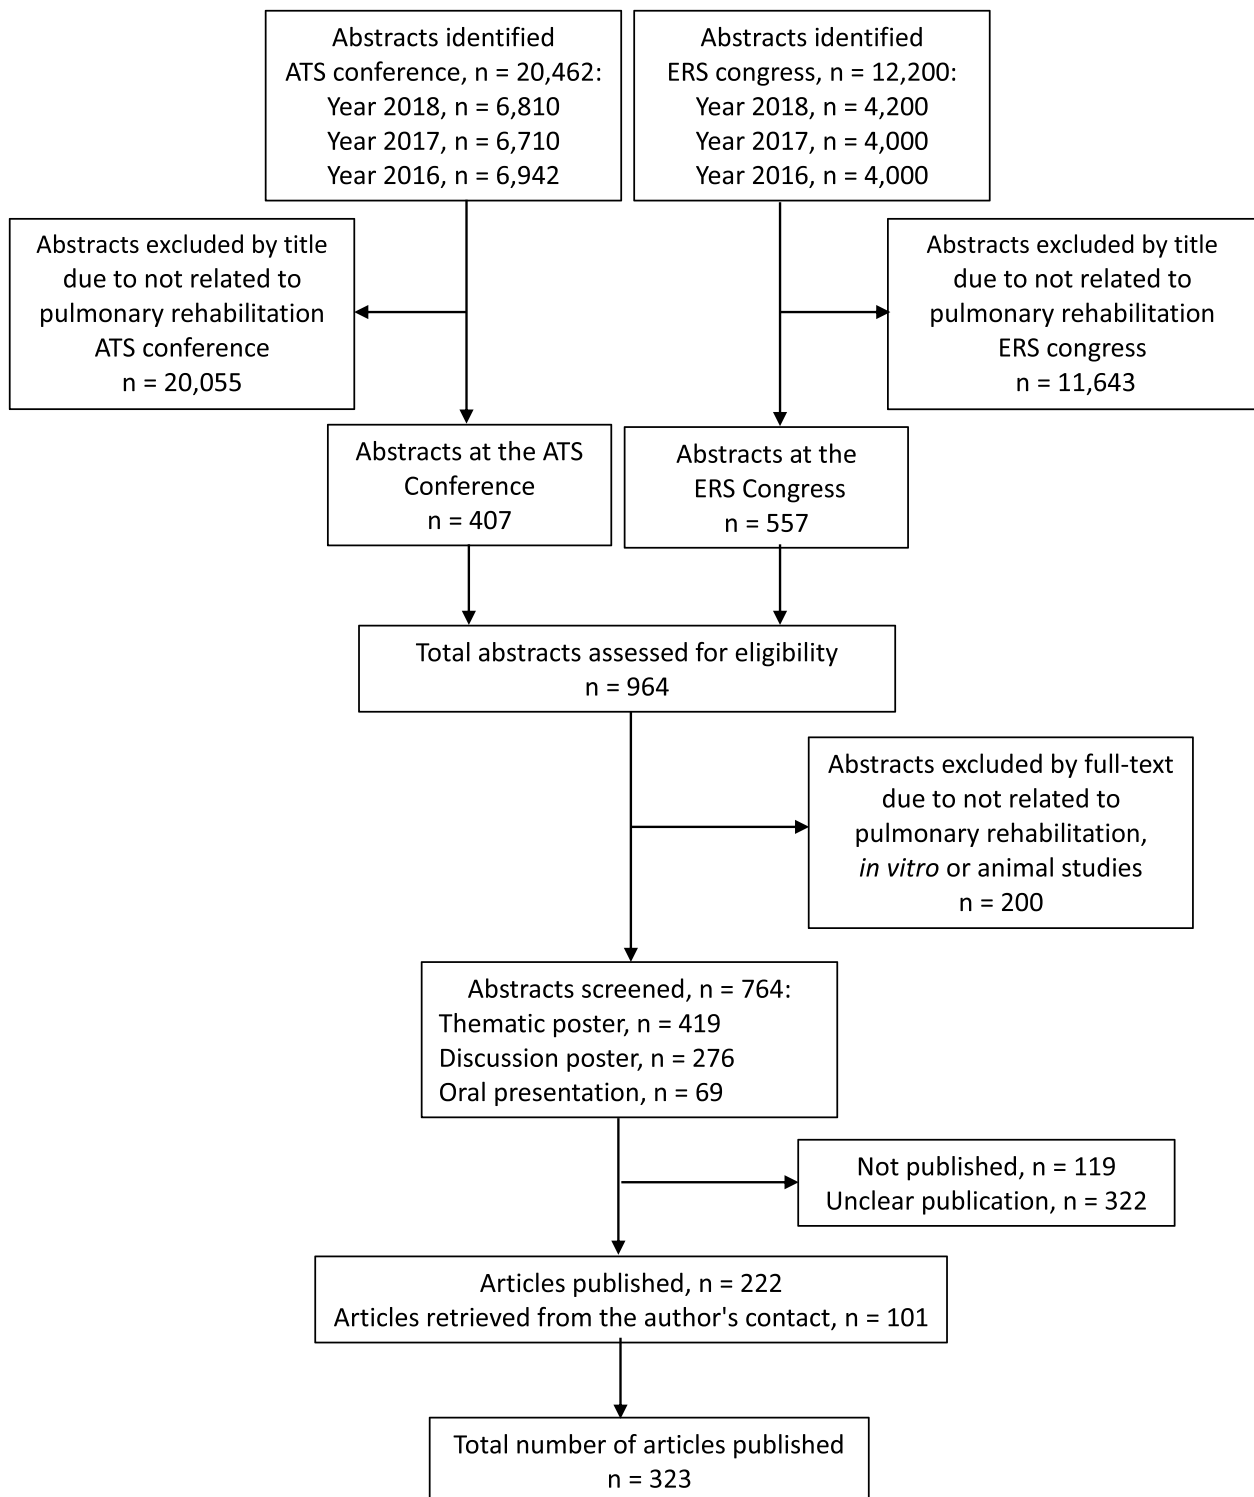 Abstracts identified
ATS conference, n = 20,462:
Year 2018, n = 6,810
Year 2017, n = 6,710
Year 2016, n = 6,942
Abstracts identified
ERS congress, n = 12,200:
Year 2018, n = 4,200
Year 2017, n = 4,000
Year 2016, n = 4,000
Abstracts excluded by title
due to not related to
pulmonary rehabilitation
ATS conference
n = 20,055
Abstracts excluded by title
due to not related to
pulmonary rehabilitation
ERS congress
n = 11,643
Abstracts at the ATS
Conference
n = 407
Abstracts at the
ERS Congress
n = 557
Total abstracts assessed for eligibility
n = 964
Abstracts excluded by full-text
due to not related to
pulmonary rehabilitation,
in vitro or animal studies
n = 200
Abstracts screened, n = 764:
Thematic poster, n = 419
Discussion poster, n = 276
Oral presentation, n = 69
Not published, n = 119
Unclear publication, n = 322
Articles published, n = 222
Articles retrieved from the author's contact, n = 101
Total number of articles published
n = 323